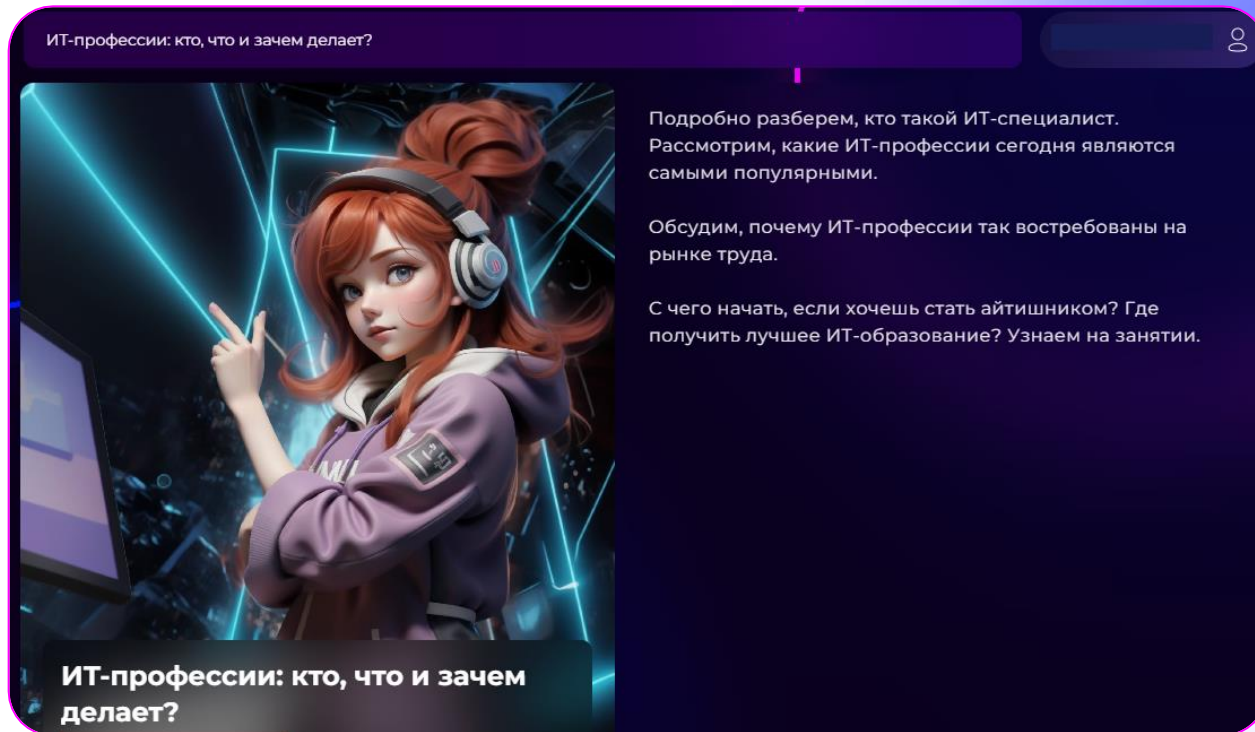 ИТ-профессии: кто, что и зачем делает?
Подробно разберем, кто такой ИТ-специалист.
Рассмотрим, какие ИТ-профессии сегодня являются
самыми популярными.
Обсудим, почему ИТ-профессии так востребованы на
рынке труда.
С чего начать, если хочешь стать айтишником? Где
получить лучшее ИТ-образование? Узнаем на занятии.
ИТ-профессии: кто, что и зачем
делает?